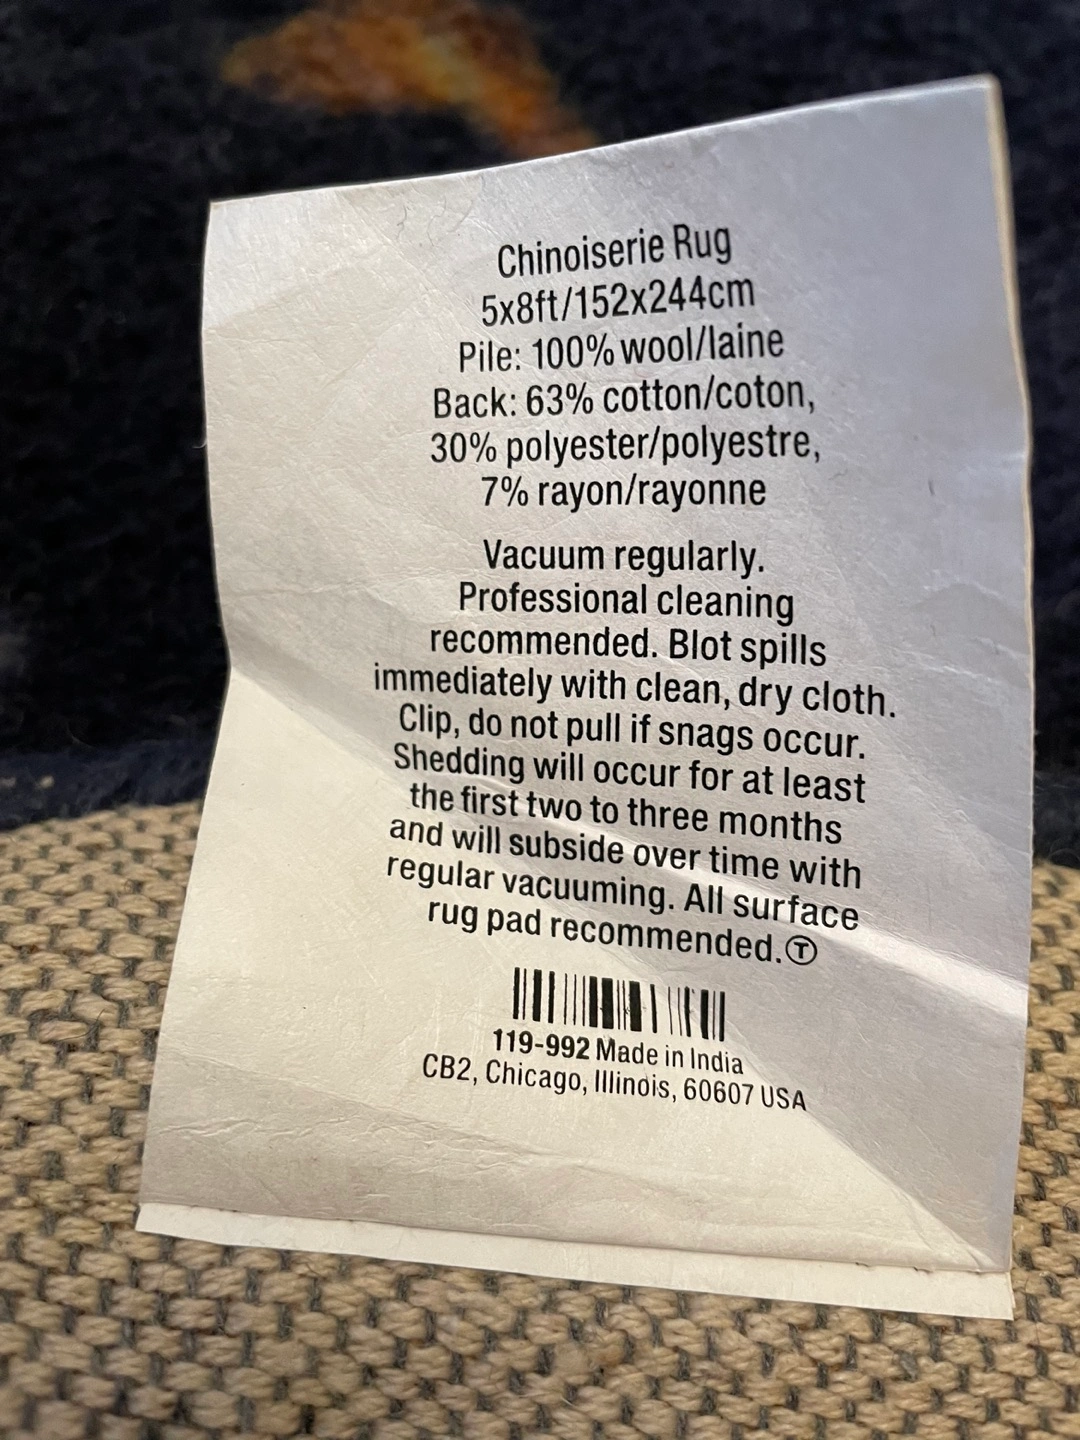 Chinoiserie Rug
5x8ft/152x244cm
Pile: 100% wool/laine
Back: 63% cotton/coton,
30% polyester/polyestre,
7% rayon/rayonne
Vacuum regularly.
Professional cleaning
recommended. Blot spills
immediately with clean, dry cloth.
Clip, do not pull if snags occur.
Shedding will occur for at least
the first two to three months
and will subside over time with
regular vacuuming. All surface
rug pad recommended.Ⓣ
119-992 Made in India
CB2, Chicago, Illinois, 60607 USA